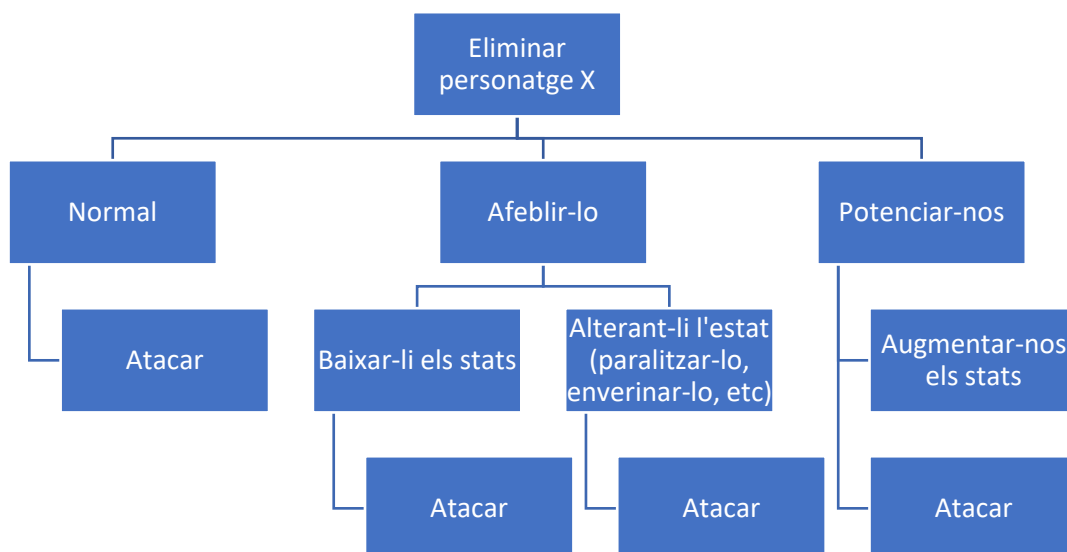 Eliminar
personatge X
Normal
Afeblir-lo
Potenciar-nos
Atacar
Baixar-li els stats
Alterant-li l'estat
(paralitzar-lo,
enverinar-lo, etc)
Augmentar-nos
els stats
Atacar
Atacar
Atacar